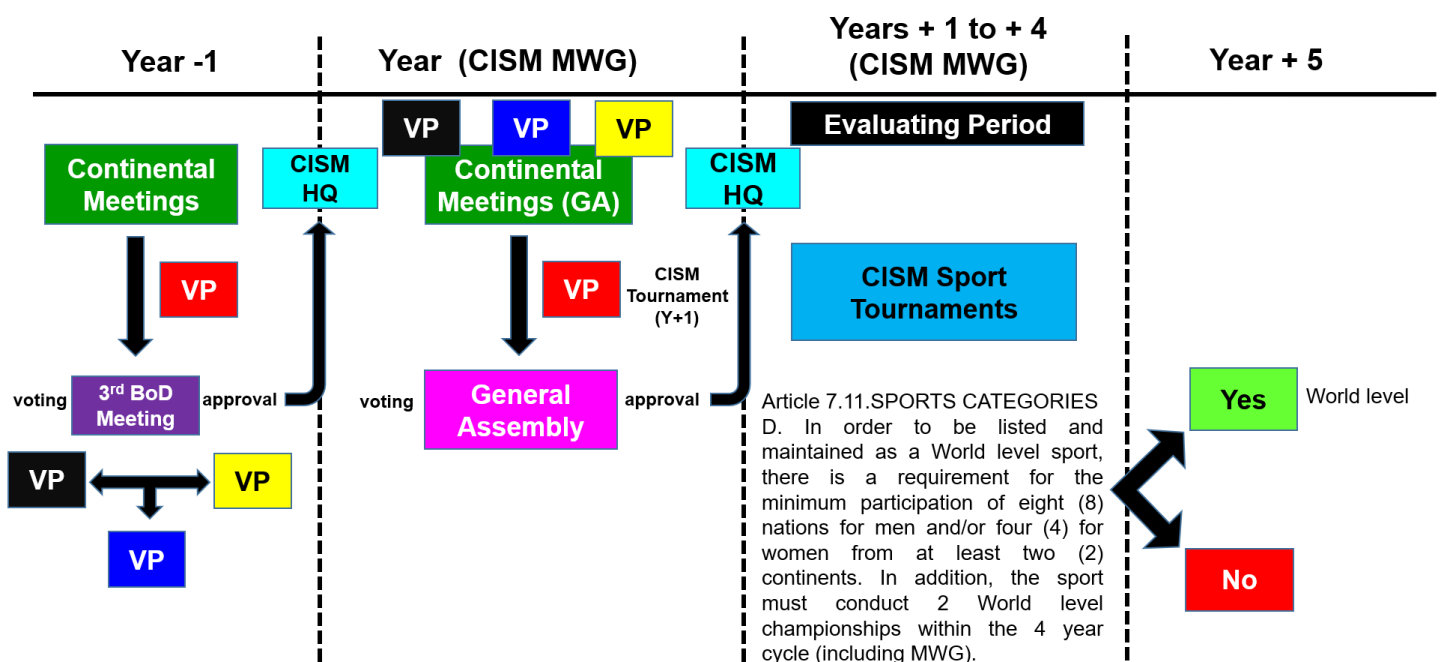 Year -1
Year  (CISM MWG)
Years + 1 to + 4
(CISM MWG)
Year + 5
Continental
Meetings
CISM
HQ
VP
voting
3rd BoD
Meeting
approval
VP
VP
VP
VP
VP
VP
Continental
Meetings (GA)
CISM
HQ
VP
CISM
Tournament
(Y+1)
voting
General
Assembly
approval
Evaluating Period
CISM Sport
Tournaments
Article 7.11.SPORTS CATEGORIES
D. In order to be listed and
maintained as a World level sport,
there is a requirement for the
minimum participation of eight (8)
nations for men and/or four (4) for
women from at least two (2)
continents. In addition, the sport
must conduct 2 World level
championships within the 4 year
cycle (including MWG).
Yes
World level
No